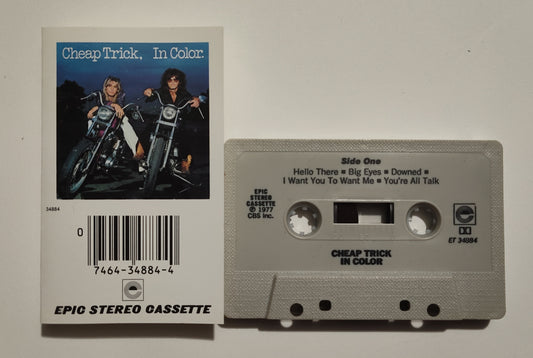 Cheap Trick, In Color.
34884
0
7464-34884-4
e
EPIC STEREO CASSETTE
Side One
Hello There ■ Big Eyes ■ Downed ■
I Want You To Want Me ■ You're All Talk
EPIC
STEREO
CASSETTE
© 1977
CBS Inc.
e
ET 34884
CHEAP TRICK
IN COLOR